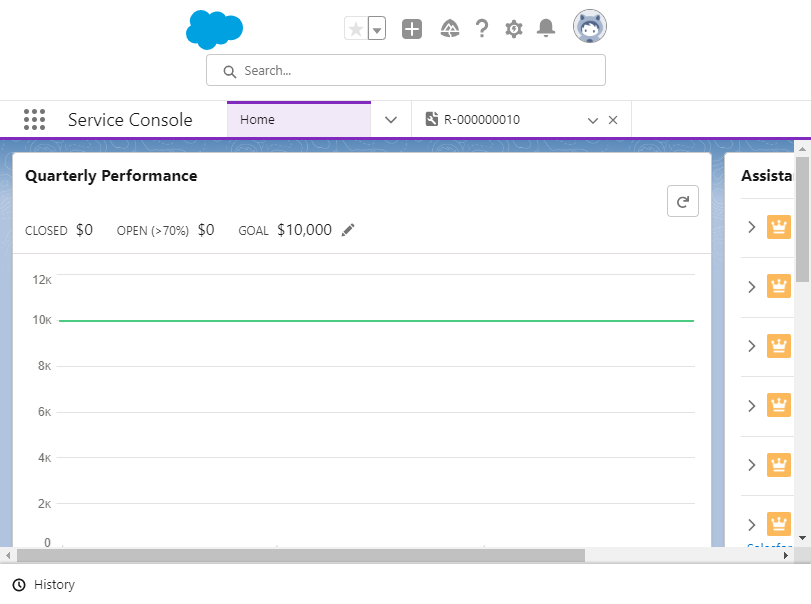 Search...
Service Console
Home
R-000000010
Quarterly Performance
CLOSED $0 OPEN (>70%) $0 GOAL $10,000
12K
10K
8K
6K
4K
2K
0
Assista
History